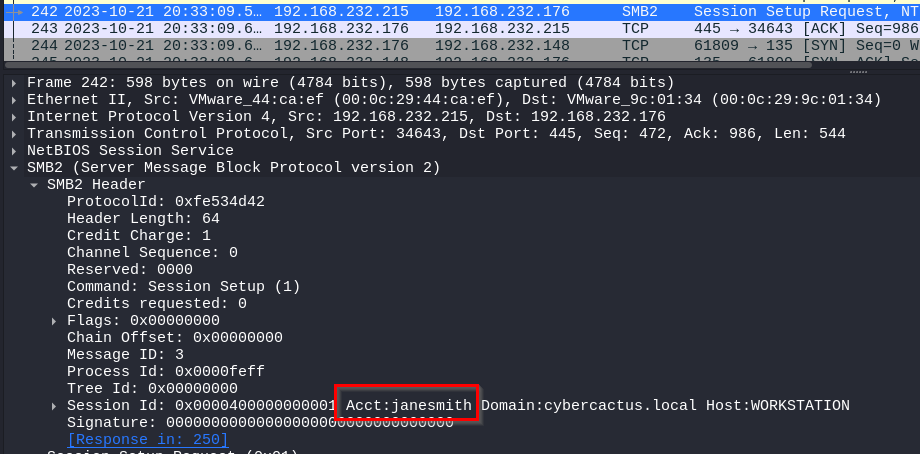 242 2023-10-21 20:33:09.5… 192.168.232.215 192.168.232.176 SMB2 Session Setup Request, NT
243 2023-10-21 20:33:09.6… 192.168.232.176 192.168.232.215 TCP 445 → 34643 [ACK] Seq=986
244 2023-10-21 20:33:09.6… 192.168.232.176 192.168.232.148 TCP 61809 → 135 [SYN] Seq=0 W
Frame 242: 598 bytes on wire (4784 bits), 598 bytes captured (4784 bits)
Ethernet II, Src: VMware_44:ca:ef (00:0c:29:44:ca:ef), Dst: VMware_9c:01:34 (00:0c:29:9c:01:34)
Internet Protocol Version 4, Src: 192.168.232.215, Dst: 192.168.232.176
Transmission Control Protocol, Src Port: 34643, Dst Port: 445, Seq: 472, Ack: 986, Len: 544
NetBIOS Session Service
SMB2 (Server Message Block Protocol version 2)
SMB2 Header
ProtocolId: 0xfe534d42
Header Length: 64
Credit Charge: 1
Channel Sequence: 0
Reserved: 0000
Command: Session Setup (1)
Credits requested: 0
Flags: 0x00000000
Chain Offset: 0x00000000
Message ID: 3
Process Id: 0x0000feff
Tree Id: 0x00000000
Session Id: 0x0000400000000001 Acct:janesmith Domain:cybercactus.local Host:WORKSTATION
Signature: 00000000000000000000000000000000
[Response in: 250]